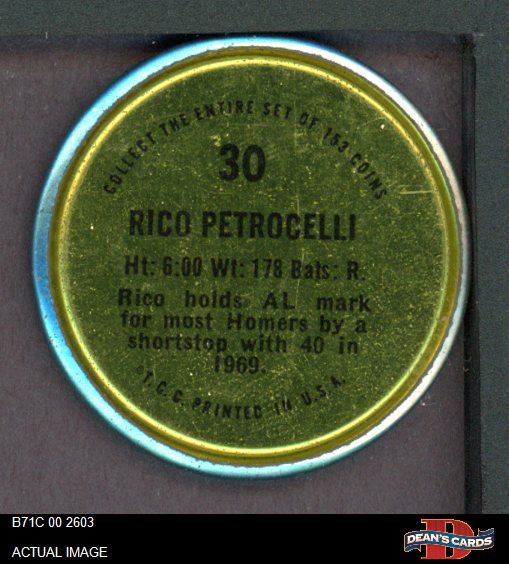 COLLECT THE ENTIRE SET OF 153 COINS
30
RICO PETROCELLI
Ht: 6:00 Wt: 178 Bats: R.
Rico holds AL mark
for most Homers by a
shortstop with 40 in
1969.
©T.C.G. PRINTED IN U.S.A.
B71C 00 2603
ACTUAL IMAGE
D
DEAN'S CARDS